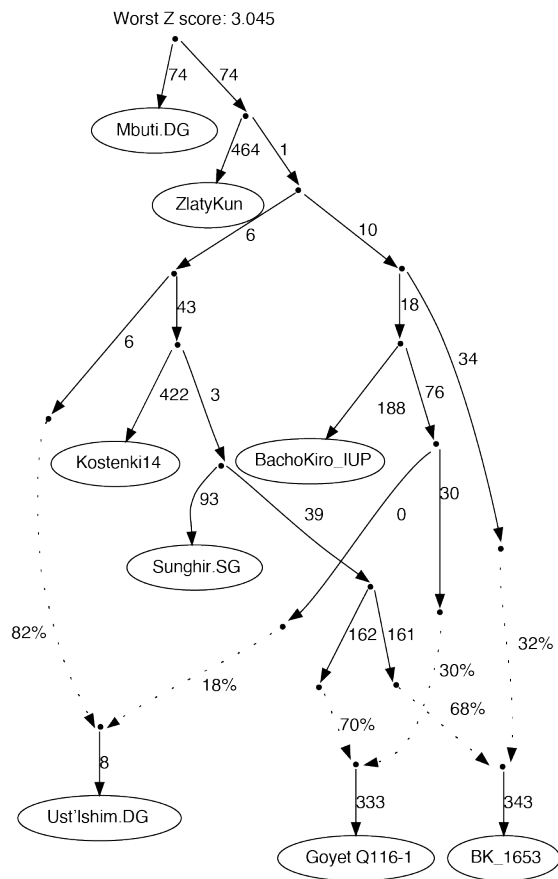 Worst Z score: 3.045
74 74
Mbuti.DG
464 1
ZlatyKun
6 10
43 18
6 34
422 3 188 76
Kostenki14 BachoKiro_IUP
93 39 0 30
Sunghir.SG
82% 162 161 32%
18% 30%
70% 68%
8
333 343
Ust'Ishim.DG
Goyet Q116-1 BK_1653